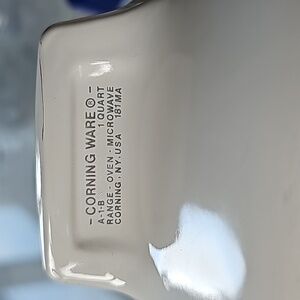 - CORNING WARE ® -
A-1-B 1 QUART
RANGE · OVEN · MICROWAVE
CORNING · NY. USA 181MA